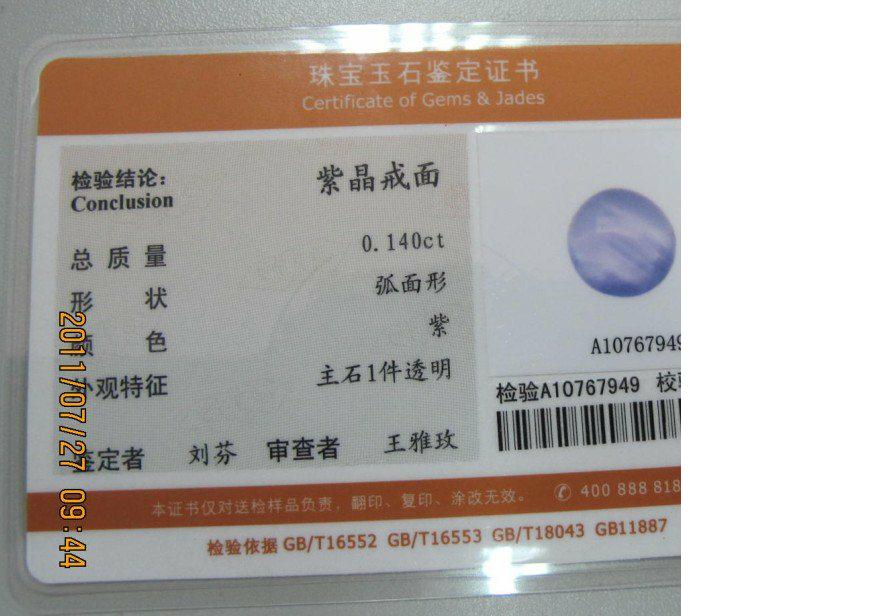 珠宝玉石鉴定证书
Certificate of Gems & Jades
检验结论: 紫晶戒面
Conclusion
总质量 0.140ct
形状 弧面形
颜色 紫
外观特征 主石1件透明
鉴定者 刘芬 审查者 王雅玫
A10767949
检验A10767949
本证书仅对送检样品负责,翻印、复印、涂改无效。 400 888 818
检验依据 GB/T16552 GB/T16553 GB/T18043 GB11887
2011/07/27 09:44